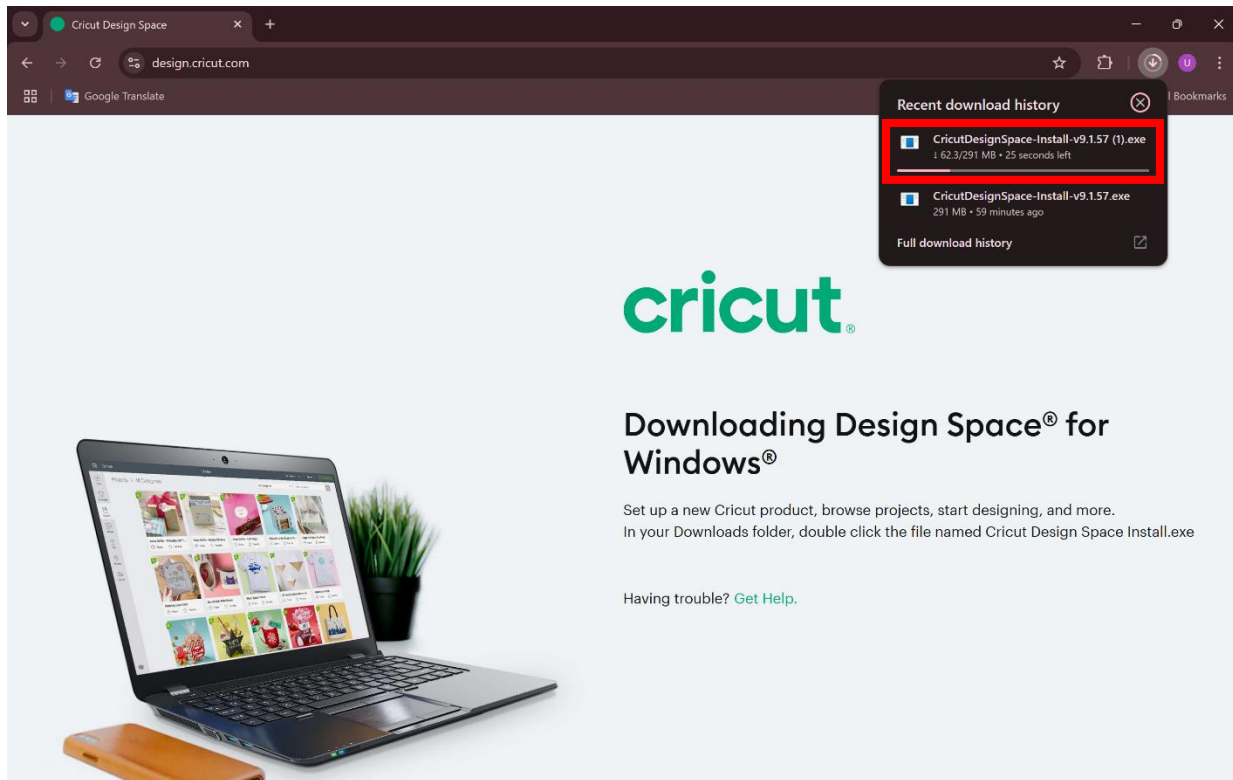 Cricut Design Space
design.cricut.com
U
Google Translate
l Bookmarks
Recent download history
CricutDesignSpace-Install-v9.1.57 (1).exe
↓ 62.3/291 MB • 25 seconds left
CricutDesignSpace-Install-v9.1.57.exe
291 MB • 59 minutes ago
Full download history
cricut®
Downloading Design Space® for
Windows®
Set up a new Cricut product, browse projects, start designing, and more.
In your Downloads folder, double click the file named Cricut Design Space Install.exe
Having trouble? Get Help.